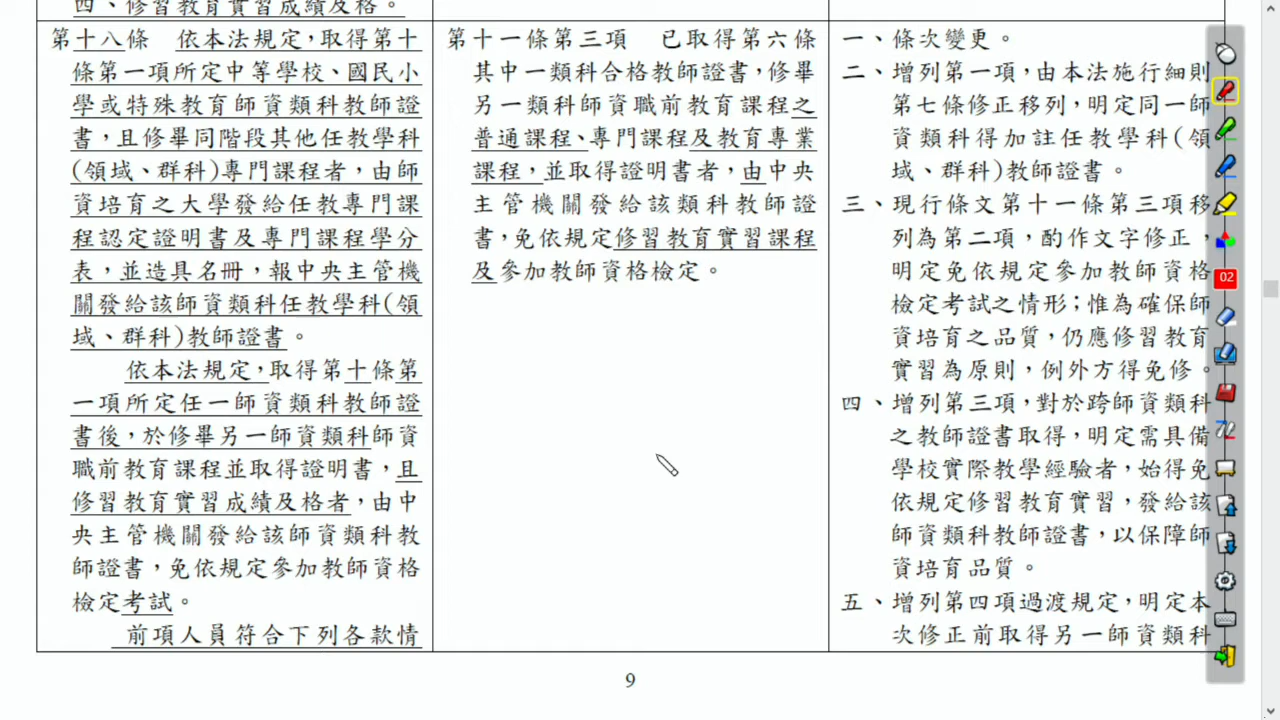 四、修習教育實習成績及格。
第十八條　依本法規定，取得第十
條第一項所定中等學校、國民小
學或特殊教育師資類科教師證
書，且修畢同階段其他任教學科
(領域、群科)專門課程者，由師
資培育之大學發給任教專門課
程認定證明書及專門課程學分
表，並造具名冊，報中央主管機
關發給該師資類科任教學科(領
域、群科)教師證書。
依本法規定，取得第十條第
一項所定任一師資類科教師證
書後，於修畢另一師資類科師資
職前教育課程並取得證明書，且
修習教育實習成績及格者，由中
央主管機關發給該師資類科教
師證書，免依規定參加教師資格
檢定考試。
前項人員符合下列各款情
第十一條第三項　已取得第六條
其中一類科合格教師證書，修畢
另一類科師資職前教育課程之
普通課程、專門課程及教育專業
課程，並取得證明書者，由中央
主管機關發給該類科教師證
書，免依規定修習教育實習課程
及參加教師資格檢定。
一、條次變更。
二、增列第一項，由本法施行細則
第七條修正移列，明定同一師
資類科得加註任教學科(領
域、群科)教師證書。
三、現行條文第十一條第三項移
列為第二項，酌作文字修正，
明定免依規定參加教師資格
檢定考試之情形；惟為確保師
資培育之品質，仍應修習教育
實習為原則，例外方得免修。
四、增列第三項，對於跨師資類科
之教師證書取得，明定需具備
學校實際教學經驗者，始得免
依規定修習教育實習，發給該
師資類科教師證書，以保障師
資培育品質。
五、增列第四項過渡規定，明定本
次修正前取得另一師資類科
9
02